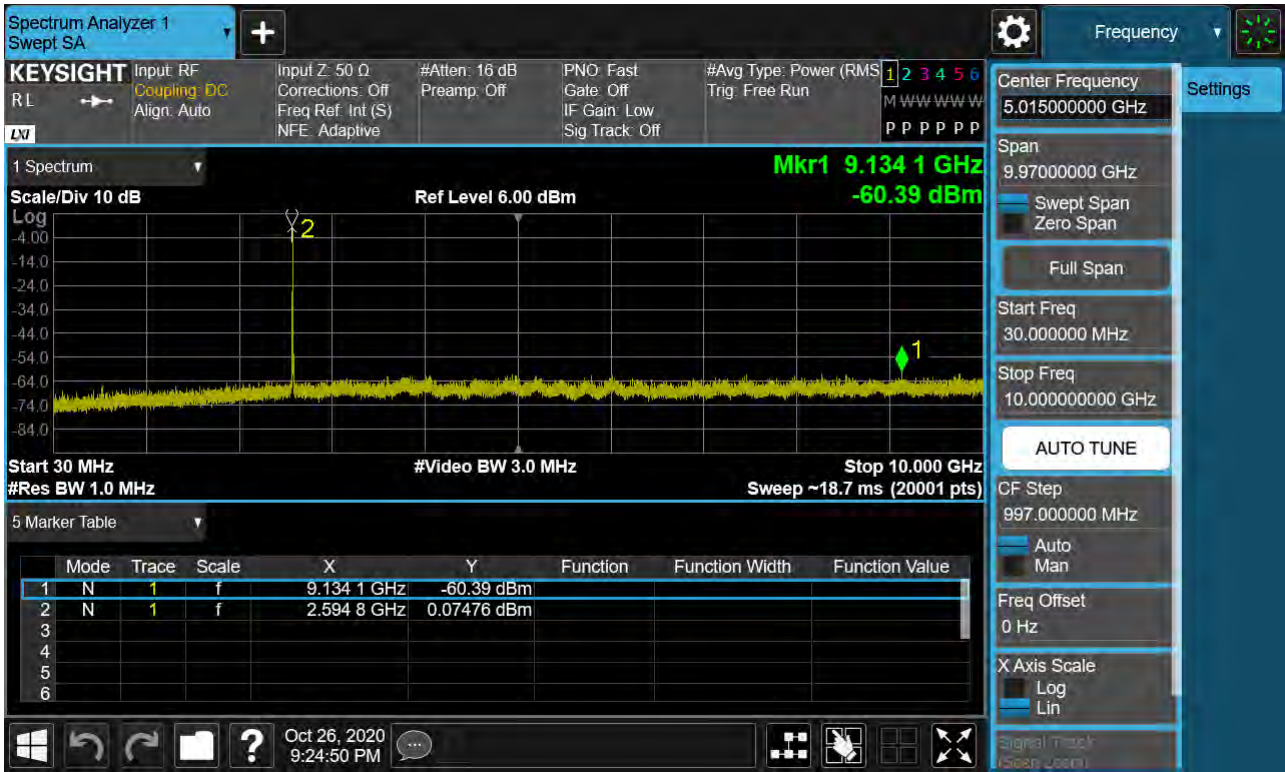 Spectrum Analyzer 1
Swept SA
Frequency
KEYSIGHT
RL
LXI
Input: RF
Coupling: DC
Align: Auto
Input Z: 50 Ω
Corrections: Off
Freq Ref: Int (S)
NFE: Adaptive
#Atten: 16 dB
Preamp: Off
PNO: Fast
Gate: Off
IF Gain: Low
Sig Track: Off
#Avg Type: Power (RMS
Trig: Free Run
1 2 3 4 5 6
M W W W W W
P P P P P P
1 Spectrum
Scale/Div 10 dB
Ref Level 6.00 dBm
Mkr1 9.134 1 GHz
-60.39 dBm
Log
-4.00
-14.0
-24.0
-34.0
-44.0
-54.0
-64.0
-74.0
-84.0
2
1
Start 30 MHz
#Video BW 3.0 MHz
Stop 10.000 GHz
#Res BW 1.0 MHz
Sweep ~18.7 ms (20001 pts)
5 Marker Table
Mode Trace Scale X Y Function Function Width Function Value
1 N 1 f 9.134 1 GHz -60.39 dBm
2 N 1 f 2.594 8 GHz 0.07476 dBm
3
4
5
6
Oct 26, 2020
9:24:50 PM
Center Frequency
5.015000000 GHz
Settings
Span
9.97000000 GHz
Swept Span
Zero Span
Full Span
Start Freq
30.000000 MHz
Stop Freq
10.000000000 GHz
AUTO TUNE
CF Step
997.000000 MHz
Auto
Man
Freq Offset
0 Hz
X Axis Scale
Log
Lin
Signal Track
(Span Zoom)